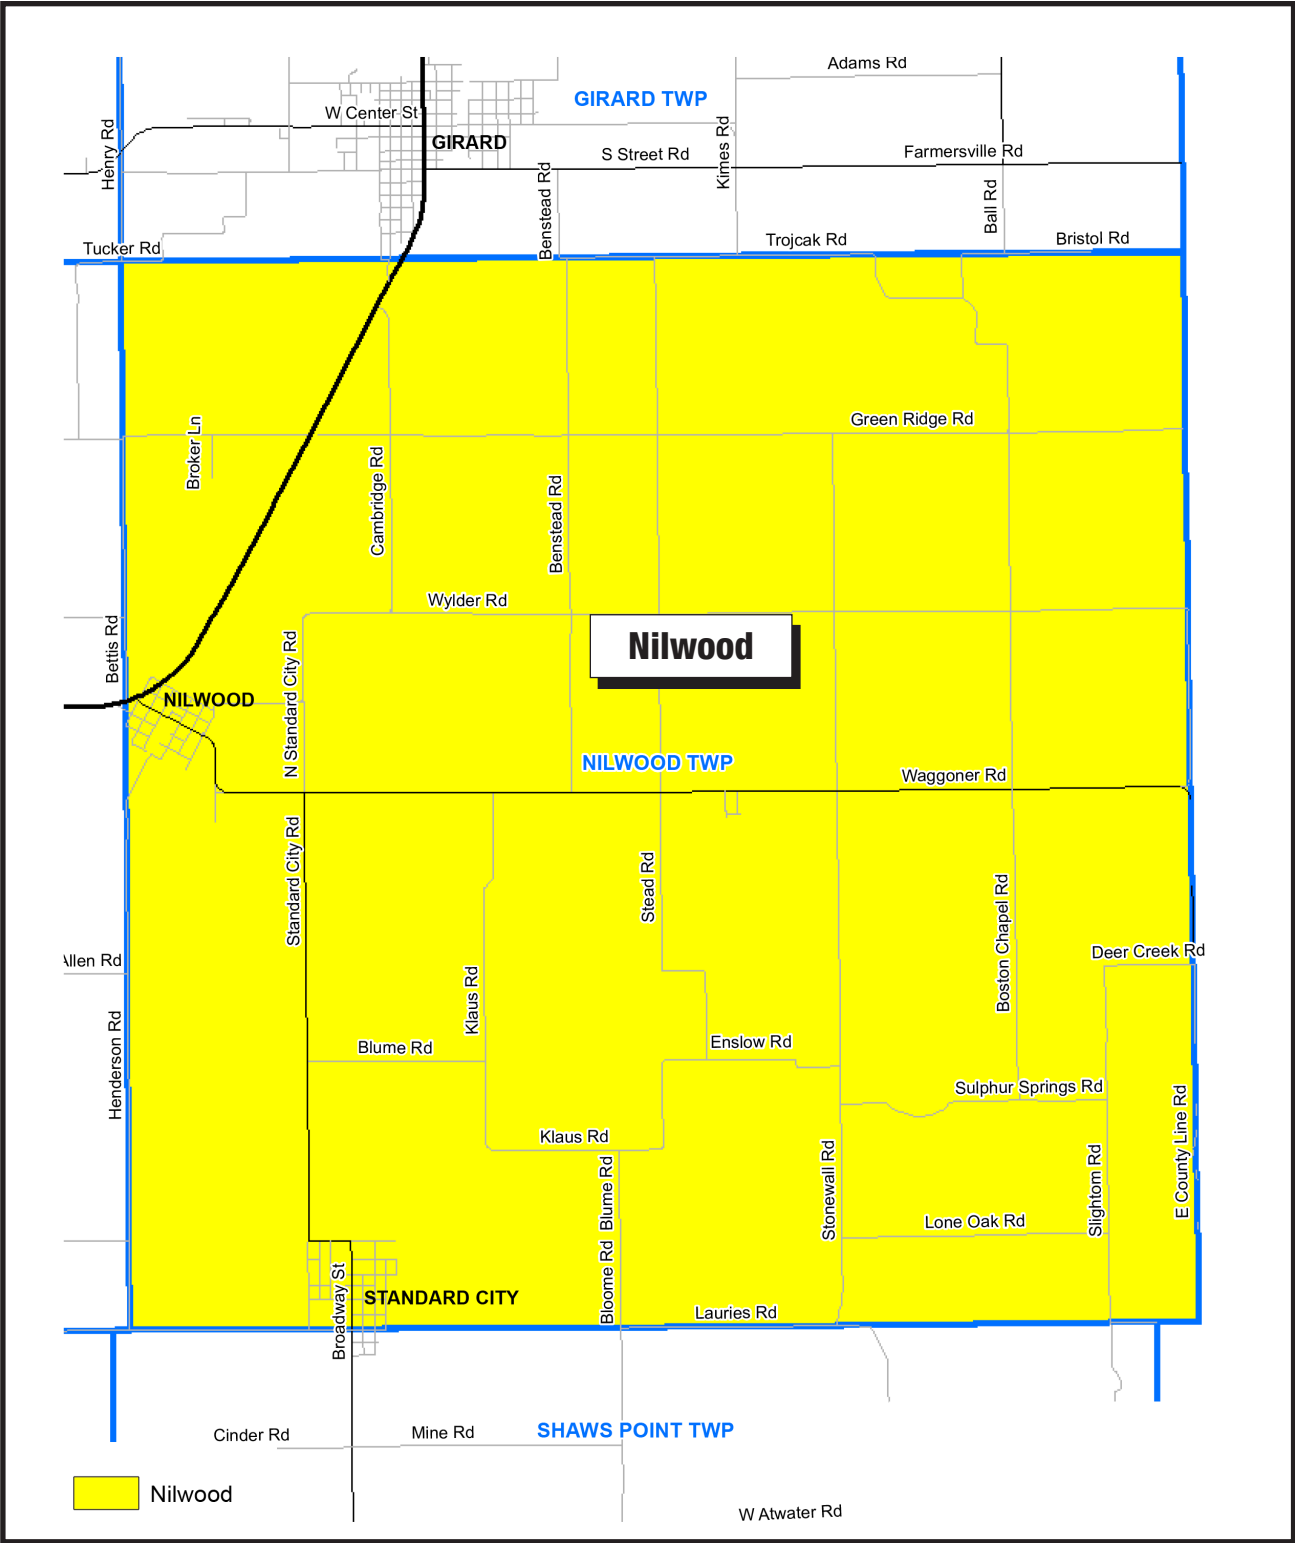 Adams Rd
GIRARD TWP
W Center St
GIRARD
Henry Rd
Kimes Rd
S Street Rd
Farmersville Rd
Benstead Rd
Ball Rd
Tucker Rd
Trojcak Rd
Bristol Rd
Green Ridge Rd
Broker Ln
Cambridge Rd
Benstead Rd
Wylder Rd
Bettis Rd
N Standard City Rd
Nilwood
NILWOOD
NILWOOD TWP
Waggoner Rd
Standard City Rd
Stead Rd
Boston Chapel Rd
Deer Creek Rd
Allen Rd
Klaus Rd
Henderson Rd
Blume Rd
Enslow Rd
Sulphur Springs Rd
E County Line Rd
Klaus Rd
Blume Rd
Stonewall Rd
Slightom Rd
Lone Oak Rd
Bloome Rd
Broadway St
STANDARD CITY
Lauries Rd
Cinder Rd
Mine Rd
SHAWS POINT TWP
Nilwood
W Atwater Rd